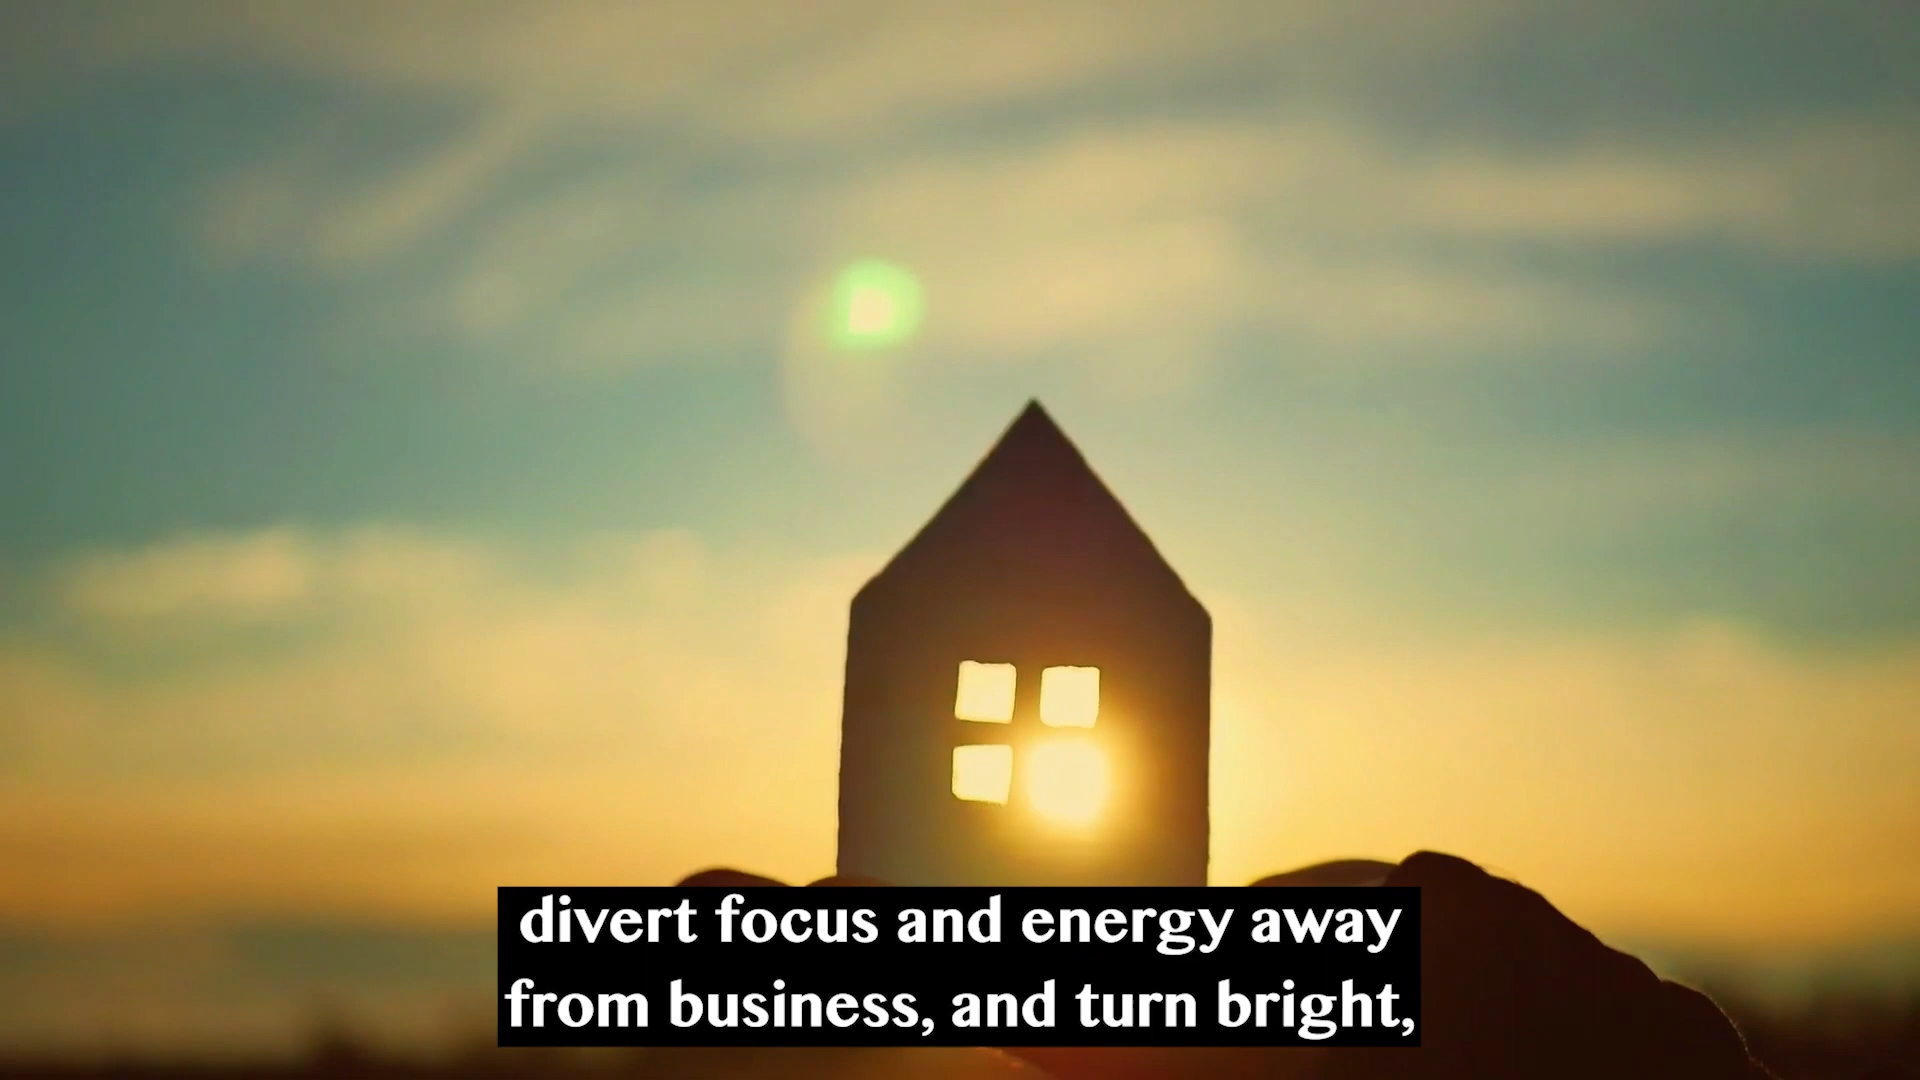 divert focus and energy away
from business, and turn bright,